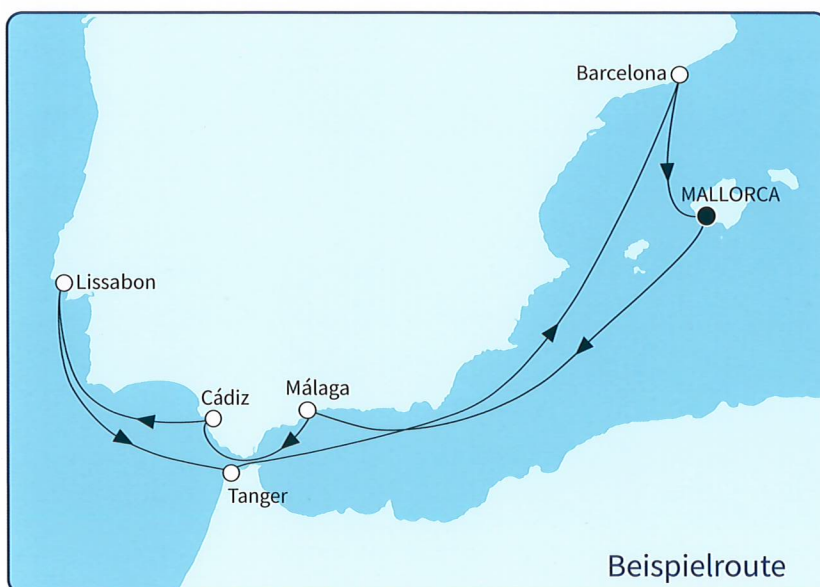 Barcelona
MALLORCA
Lissabon
Cádiz
Málaga
Tanger
Beispielroute